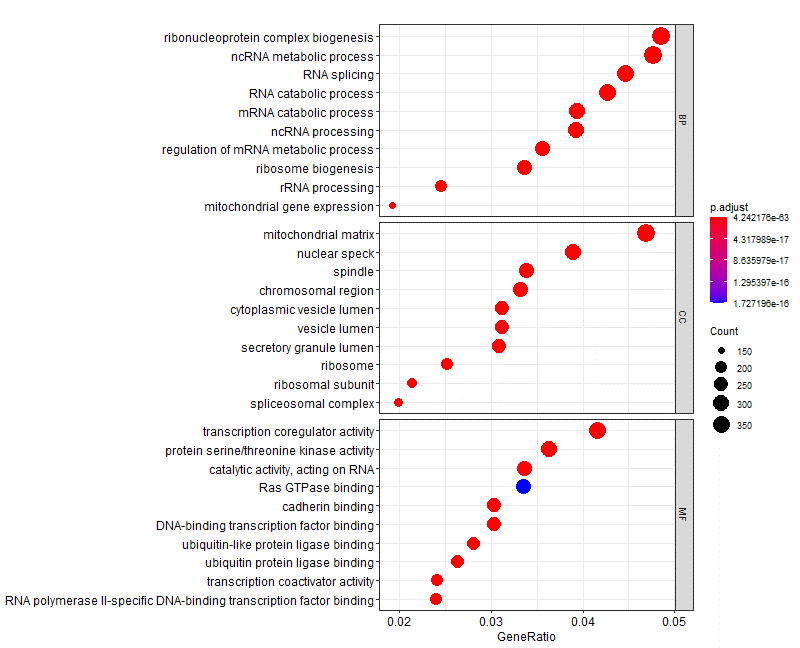 ribonucleoprotein complex biogenesis
ncRNA metabolic process
RNA splicing
RNA catabolic process
mRNA catabolic process
ncRNA processing
regulation of mRNA metabolic process
ribosome biogenesis
rRNA processing
mitochondrial gene expression
BP
mitochondrial matrix
nuclear speck
spindle
chromosomal region
cytoplasmic vesicle lumen
vesicle lumen
secretory granule lumen
ribosome
ribosomal subunit
spliceosomal complex
CC
transcription coregulator activity
protein serine/threonine kinase activity
catalytic activity, acting on RNA
Ras GTPase binding
cadherin binding
DNA-binding transcription factor binding
ubiquitin-like protein ligase binding
ubiquitin protein ligase binding
transcription coactivator activity
RNA polymerase II-specific DNA-binding transcription factor binding
MF
0.02 0.03 0.04 0.05
GeneRatio
p.adjust
4.242176e-63
4.317989e-17
8.635979e-17
1.295397e-16
1.727196e-16
Count
150
200
250
300
350